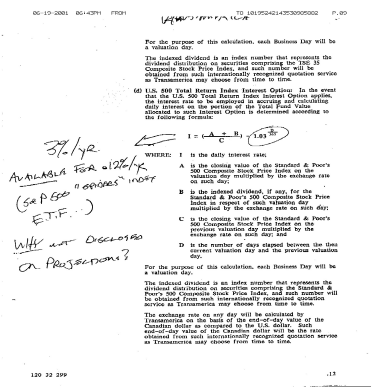 06-19-2001 06:43PM FROM TO 10195242143530905082 P.09
For the purpose of this calculation, each Business Day will be
a valuation day.
The indexed dividend is an index number that represents the
dividend distribution on securities comprising the TSE 35
Composite Stock Price Index, and such number will be
obtained from such internationally recognized quotation service
as Transamerica may choose from time to time.
(d) U.S. 500 Total Return Index Interest Option: In the event
that the U.S. 500 Total Return Index Interest Option applies,
the interest rate to be employed in accruing and calculating
daily interest on the portion of the Total Fund Value
allocated to such Interest Option is determined according to
the following formula:
I = (A + B) - 1.03
C
3%/YR.
AVAILABLE FOR .12%/YR
(S&P 500 "SPIDERS" INDEX
E.T.F...)
WHY NOT DISCLOSED
ON PROJECTIONS?
WHERE: I is the daily interest rate;
A is the closing value of the Standard & Poor's
500 Composite Stock Price Index on the
valuation day multiplied by the exchange rate
on such day;
B is the indexed dividend, if any, for the
Standard & Poor's 500 Composite Stock Price
Index in respect of such valuation day
multiplied by the exchange rate on such day;
C is the closing value of the Standard & Poor's
500 Composite Stock Price Index on the
previous valuation day multiplied by the
exchange rate on such day; and
D is the number of days elapsed between the then
current valuation day and the previous valuation
day.
For the purpose of this calculation, each Business Day will be
a valuation day.
The indexed dividend is an index number that represents the
dividend distribution on securities comprising the Standard &
Poor's 500 Composite Stock Price Index, and such number will
be obtained from such internationally recognized quotation
service as Transamerica may choose from time to time.
The exchange rate on any day will be calculated by
Transamerica on the basis of the end-of-day value of the
Canadian dollar as compared to the U.S. dollar. Such
end-of-day value of the Canadian dollar will be the rate
obtained from such internationally recognized quotation service
as Transamerica may choose from time to time.
120 32 299 .12